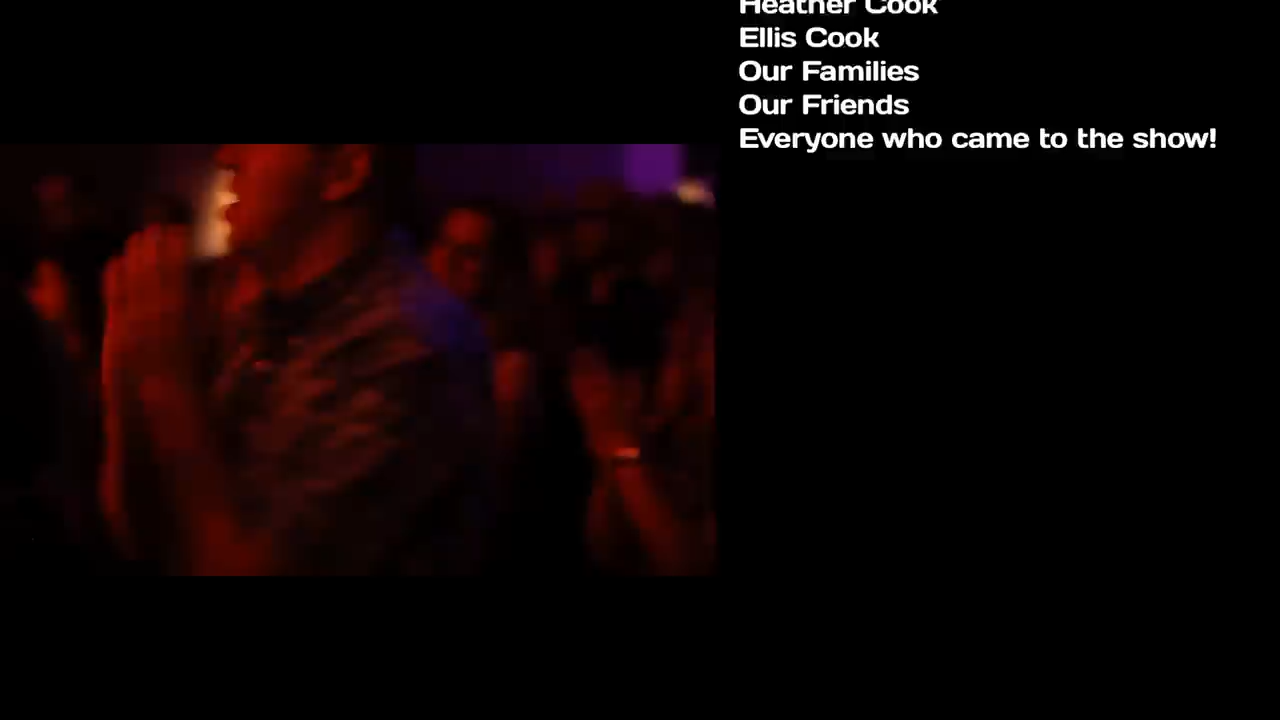 Heather Cook
Ellis Cook
Our Families
Our Friends
Everyone who came to the show!